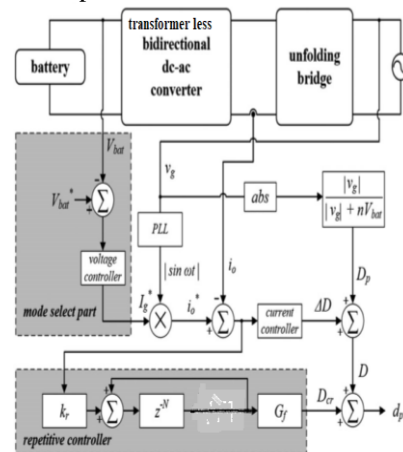 battery
transformer less
bidirectional
dc-ac
converter
unfolding
bridge
V_bat
v_g
abs
|v_g|
|v_g| + nV_bat
V_bat*
-
Σ
+
PLL
voltage
controller
|sin ωt|
i_o
D_p
mode select part
I_g*
×
i_o*
-
+
Σ
current
controller
ΔD
+
+
Σ
D
k_r
+
+
Σ
z^-N
G_f
D_cr
+
+
Σ
d_p
repetitive controller